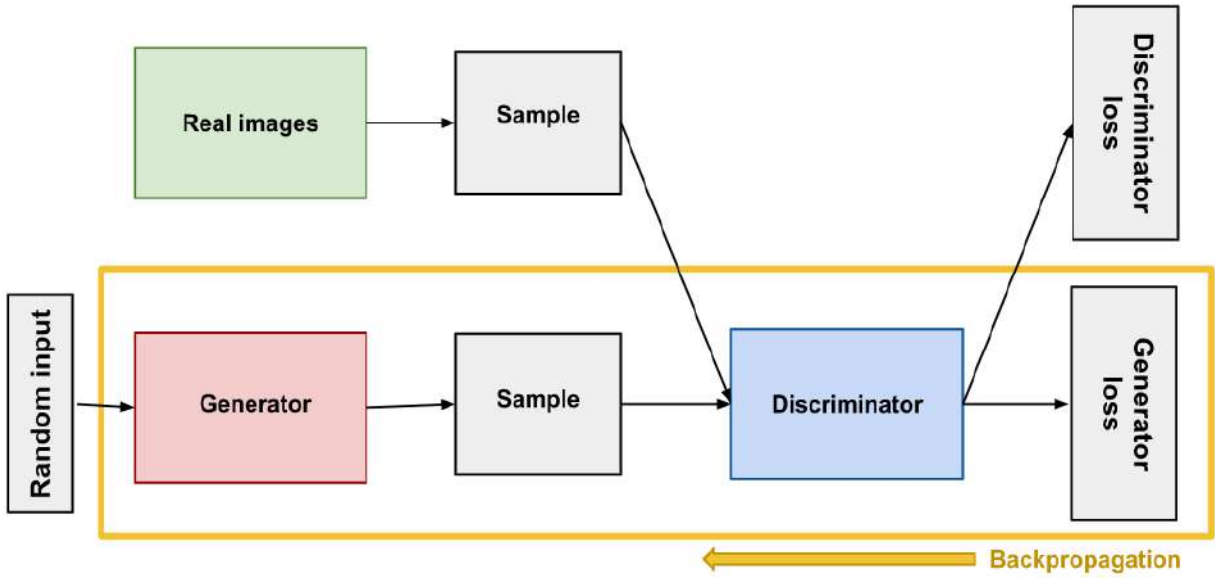 Real images
Sample
Discriminator
loss
Random input
Generator
Sample
Discriminator
Generator
loss
Backpropagation